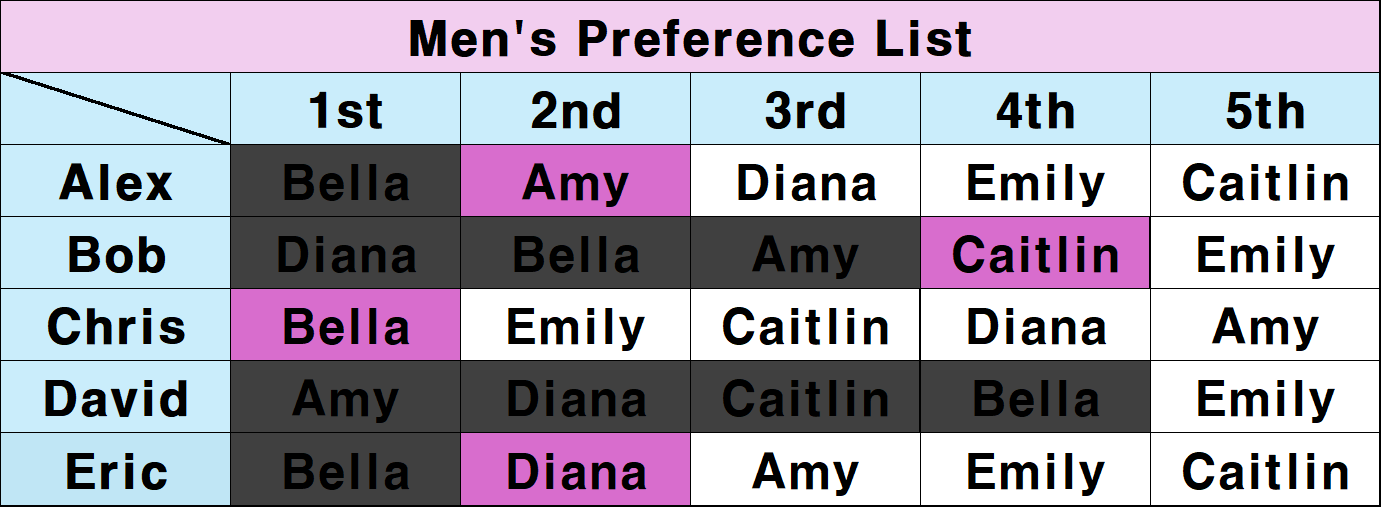 Men's Preference List
1st 2nd 3rd 4th 5th
Alex Bella Amy Diana Emily Caitlin
Bob Diana Bella Amy Caitlin Emily
Chris Bella Emily Caitlin Diana Amy
David Amy Diana Caitlin Bella Emily
Eric Bella Diana Amy Emily Caitlin